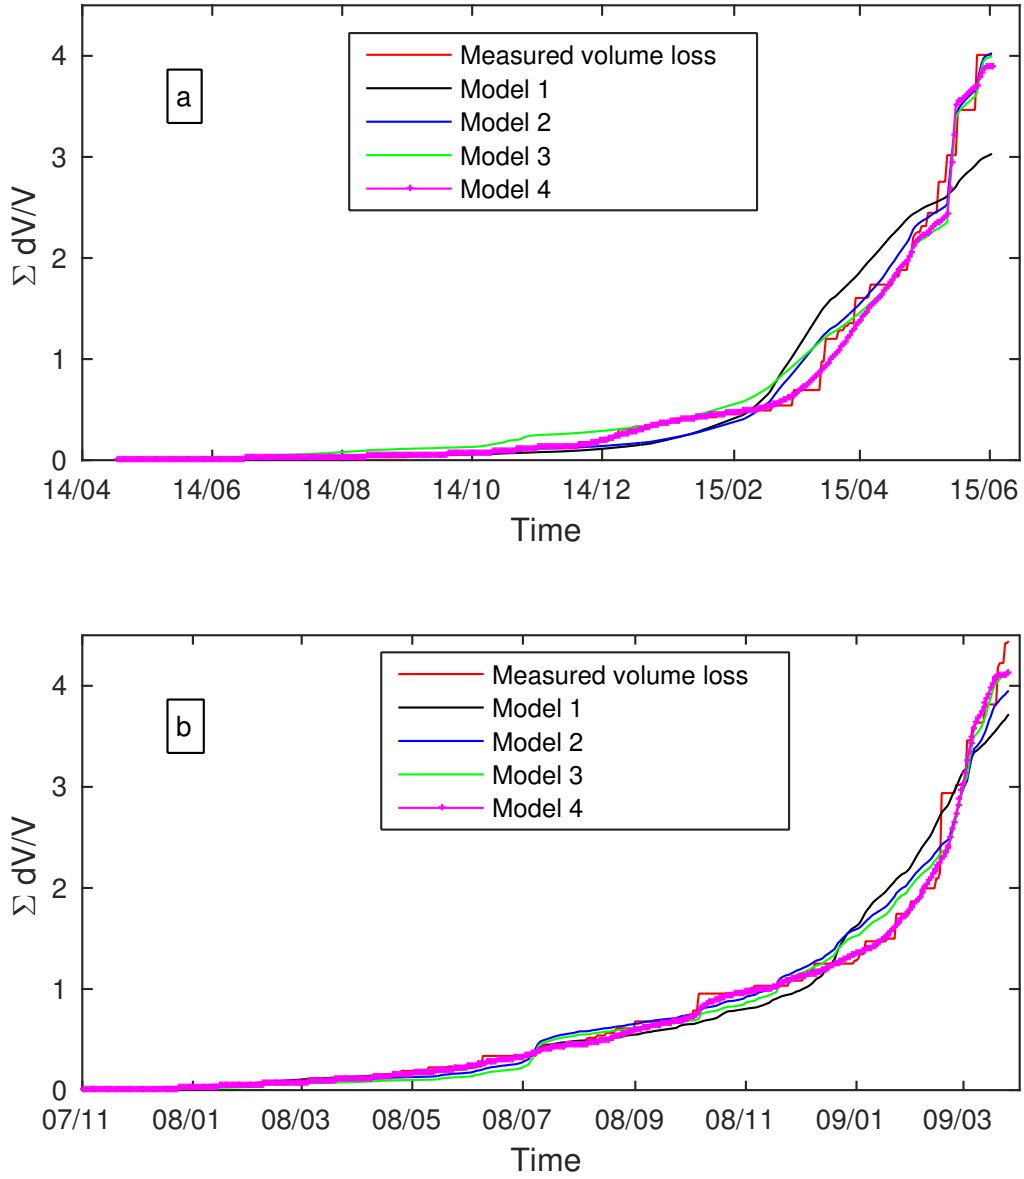 4
3
2
1
0
Σ dV/V
a
Measured volume loss
Model 1
Model 2
Model 3
Model 4
14/04 14/06 14/08 14/10 14/12 15/02 15/04 15/06
Time
4
3
2
1
0
Σ dV/V
b
Measured volume loss
Model 1
Model 2
Model 3
Model 4
07/11 08/01 08/03 08/05 08/07 08/09 08/11 09/01 09/03
Time